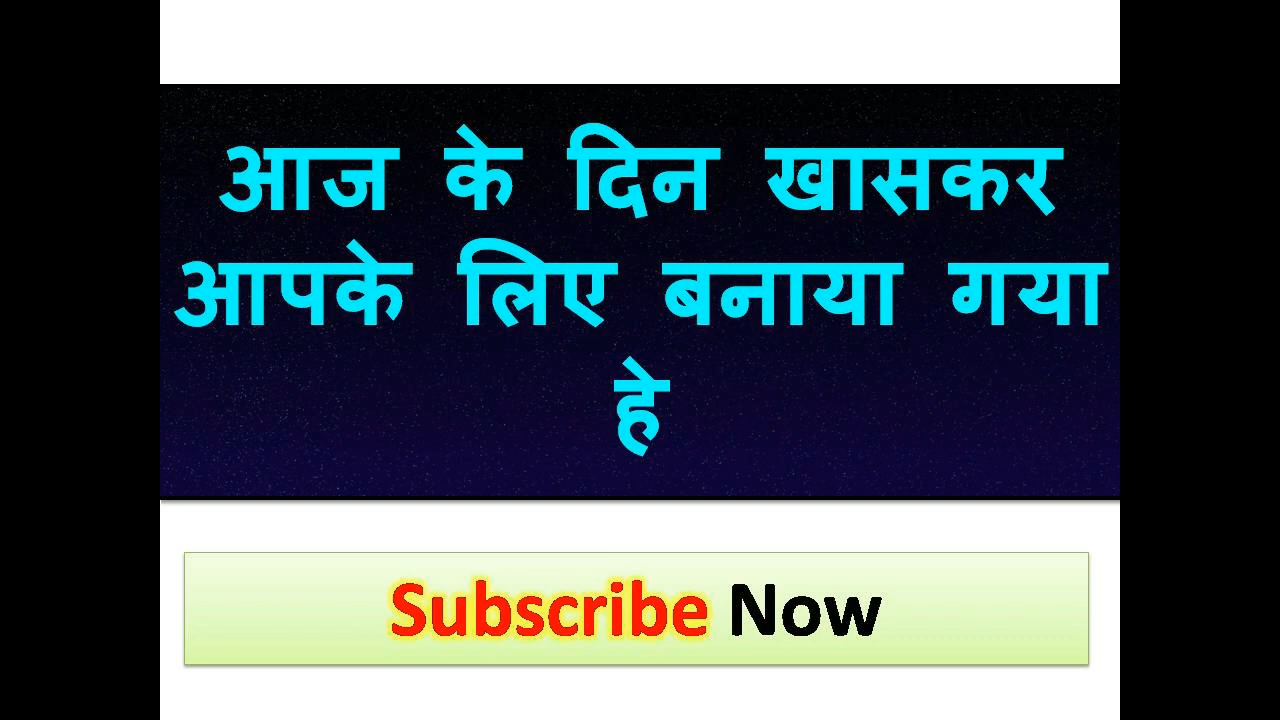 आज के दिन खासकर
आपके लिए बनाया गया
हे
Subscribe Now